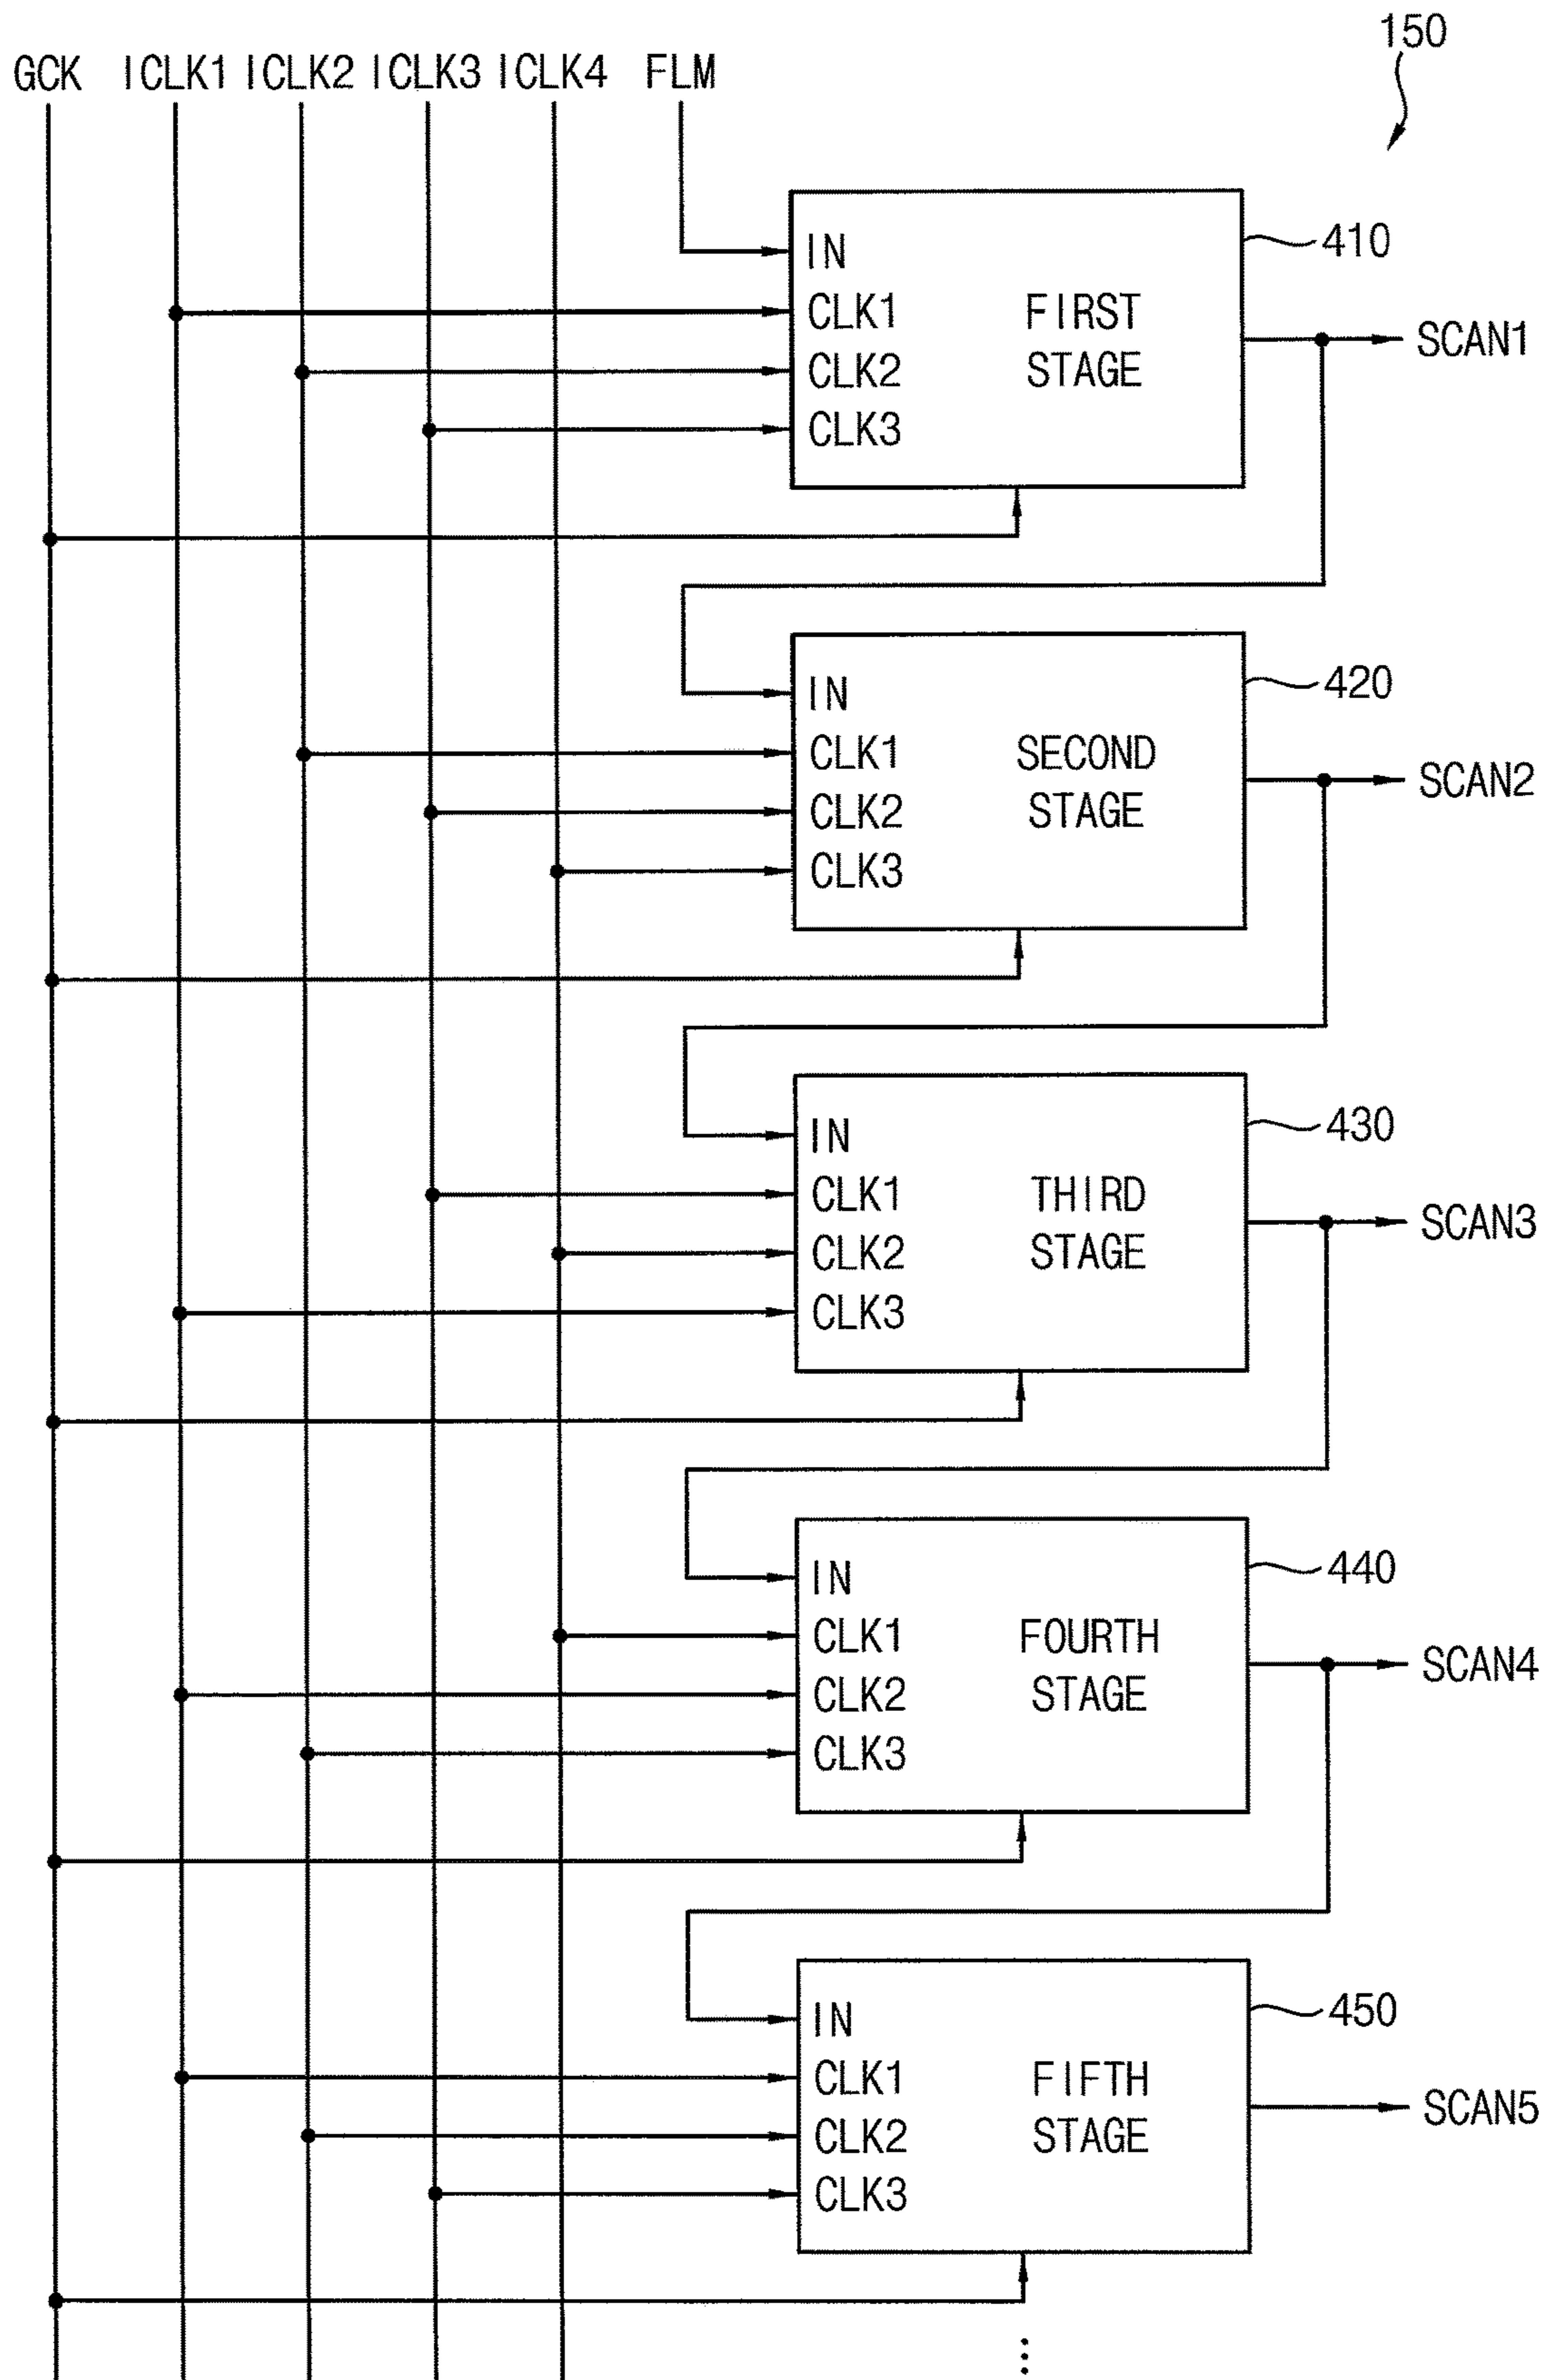 150
GCK ICLK1 ICLK2 ICLK3 ICLK4 FLM
IN
410
CLK1 FIRST
SCAN1
CLK2 STAGE
CLK3
IN
420
CLK1 SECOND
SCAN2
CLK2 STAGE
CLK3
IN
430
CLK1 THIRD
SCAN3
CLK2 STAGE
CLK3
IN
440
CLK1 FOURTH
SCAN4
CLK2 STAGE
CLK3
IN
450
CLK1 FIFTH
SCAN5
CLK2 STAGE
CLK3